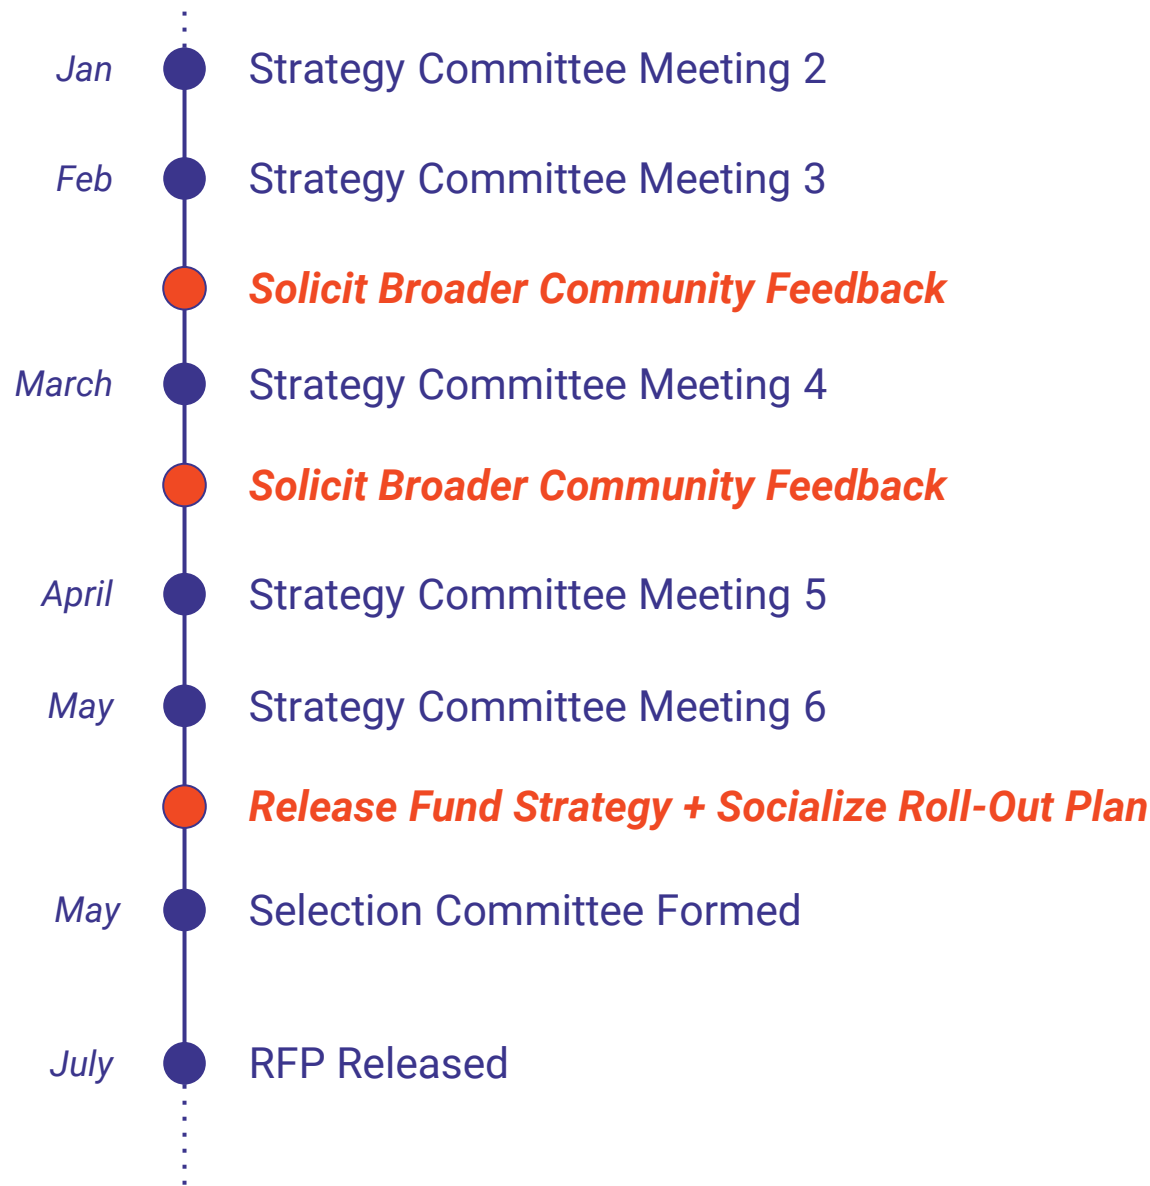 Jan Strategy Committee Meeting 2
Feb Strategy Committee Meeting 3
Solicit Broader Community Feedback
March Strategy Committee Meeting 4
Solicit Broader Community Feedback
April Strategy Committee Meeting 5
May Strategy Committee Meeting 6
Release Fund Strategy + Socialize Roll-Out Plan
May Selection Committee Formed
July RFP Released